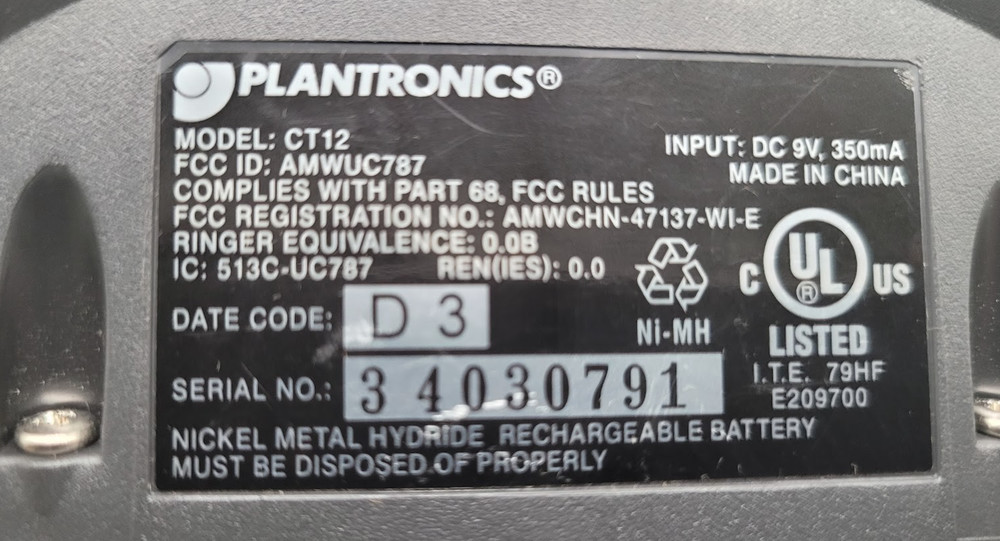 PLANTRONICS®
MODEL: CT12
FCC ID: AMWUC787
COMPLIES WITH PART 68, FCC RULES
FCC REGISTRATION NO.: AMWCHN-47137-WI-E
RINGER EQUIVALENCE: 0.0B
IC: 513C-UC787 REN(IES): 0.0
INPUT: DC 9V, 350mA
MADE IN CHINA
DATE CODE: D 3
Ni-MH
C UL® US
LISTED
I.T.E. 79HF
E209700
SERIAL NO.: 34030791
NICKEL METAL HYDRIDE RECHARGEABLE BATTERY
MUST BE DISPOSED OF PROPERLY